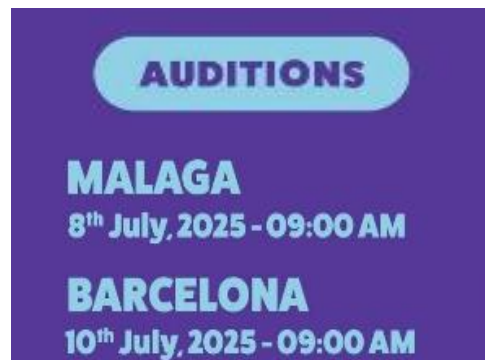 AUDITIONS
MALAGA
8th July, 2025 - 09:00 AM
BARCELONA
10th July, 2025 - 09:00 AM